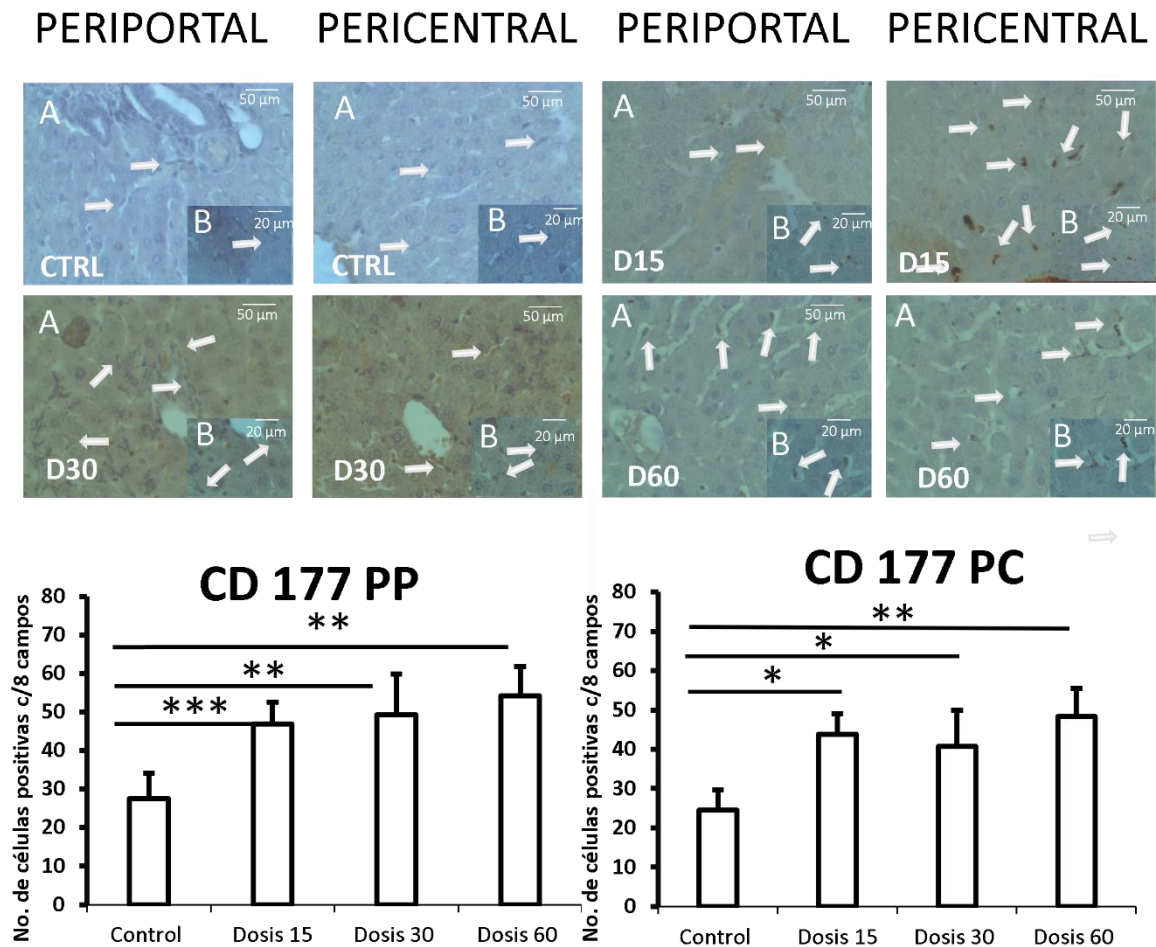 PERIPORTAL PERICENTRAL PERIPORTAL PERICENTRAL
A 50 µm B 20 µm CTRL
A 50 µm B 20 µm CTRL
A 50 µm B 20 µm D15
A 50 µm B 20 µm D15
A 50 µm B 20 µm D30
50 µm B 20 µm D30
A 50 µm B 20 µm D60
A 50 µm B 20 µm D60
CD 177 PP
No. de células positivas c/8 campos
80
70
60
50
40
30
20
10
0
**
**
***
Control Dosis 15 Dosis 30 Dosis 60
CD 177 PC
No. de células positivas c/8 campos
80
70
60
50
40
30
20
10
0
**
*
*
Control Dosis 15 Dosis 30 Dosis 60